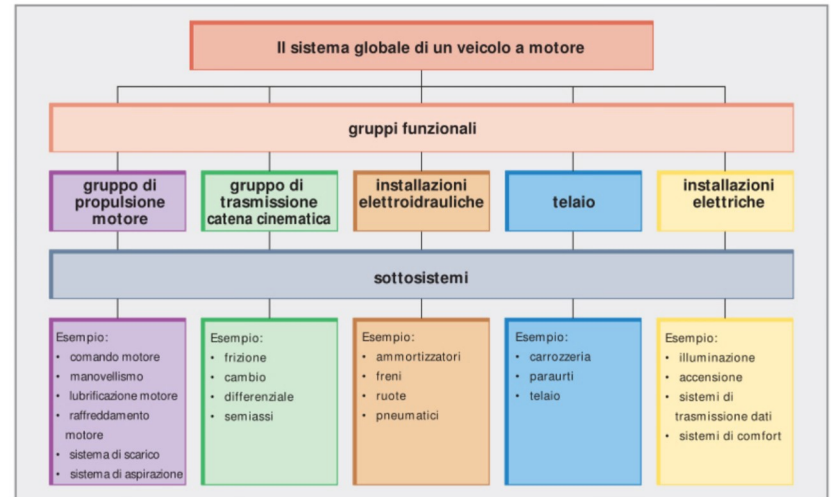 Il sistema globale di un veicolo a motore
gruppi funzionali
gruppo di
propulsione
motore
gruppo di
trasmissione
catena cinematica
installazioni
elettroidrauliche
telaio
installazioni
elettriche
sottosistemi
Esempio:
• comando motore
• manovellismo
• lubrificazione motore
• raffreddamento
motore
• sistema di scarico
• sistema di aspirazione
Esempio:
• frizione
• cambio
• differenziale
• semiassi
Esempio:
• ammortizzatori
• freni
• ruote
• pneumatici
Esempio:
• carrozzeria
• paraurti
• telaio
Esempio:
• illuminazione
• accensione
• sistemi di
trasmissione dati
• sistemi di comfort